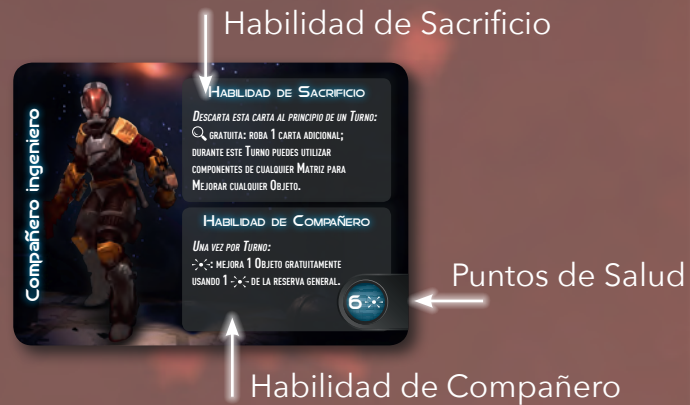 Habilidad de Sacrificio
Compañero ingeniero
Habilidad de Sacrificio
Descarta esta carta al principio de un Turno:
gratuita: roba 1 carta adicional;
durante este Turno puedes utilizar
componentes de cualquier Matriz para
Mejorar cualquier Objeto.
Habilidad de Compañero
Una vez por Turno:
: mejora 1 Objeto gratuitamente
usando 1 de la reserva general.
6
Puntos de Salud
Habilidad de Compañero